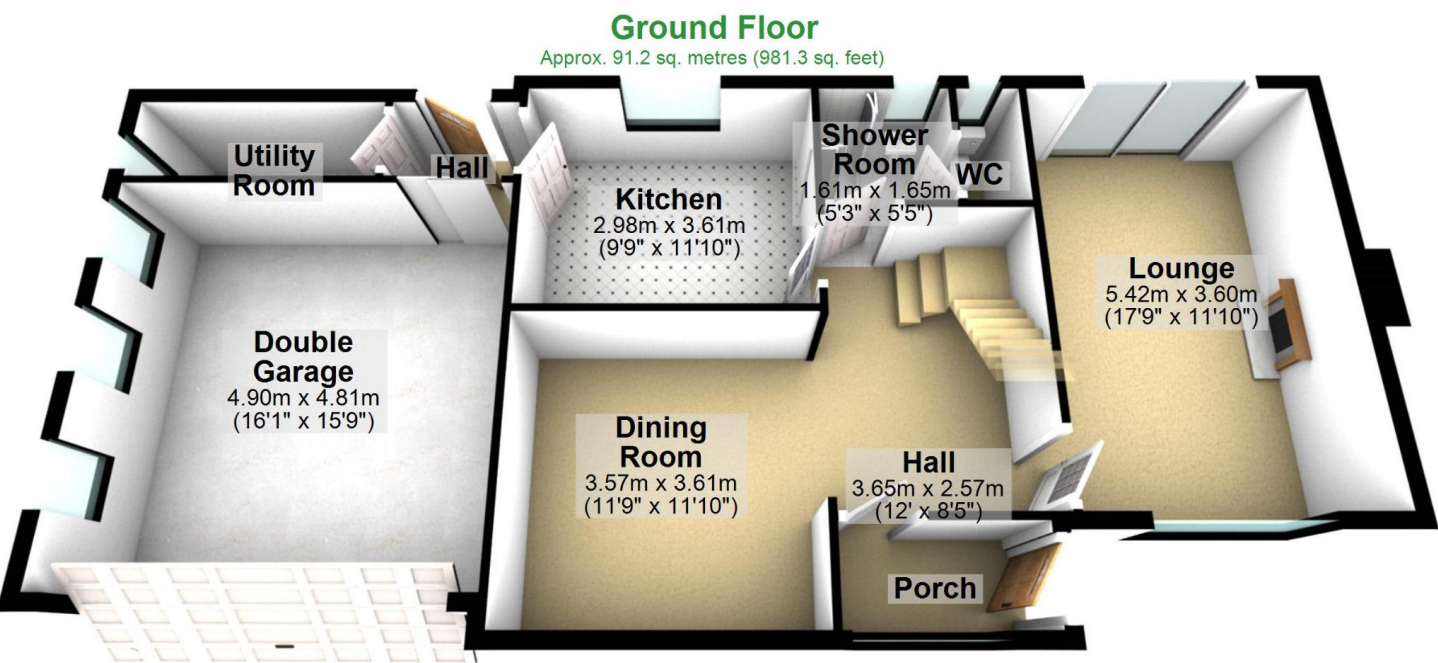 Ground Floor
Approx. 91.2 sq. metres (981.3 sq. feet)
Utility
Room
Hall
Kitchen
2.98m x 3.61m
(9'9" x 11'10")
Shower
Room
1.61m x 1.65m
(5'3" x 5'5")
WC
Lounge
5.42m x 3.60m
(17'9" x 11'10")
Double
Garage
4.90m x 4.81m
(16'1" x 15'9")
Dining
Room
3.57m x 3.61m
(11'9" x 11'10")
Hall
3.65m x 2.57m
(12' x 8'5")
Porch